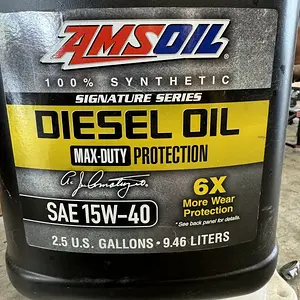 AMSOIL
100% SYNTHETIC
SIGNATURE SERIES
DIESEL OIL
MAX-DUTY PROTECTION
6X
More Wear
Protection
*See back panel for details.
SAE 15W-40
2.5 U.S. GALLONS • 9.46 LITERS